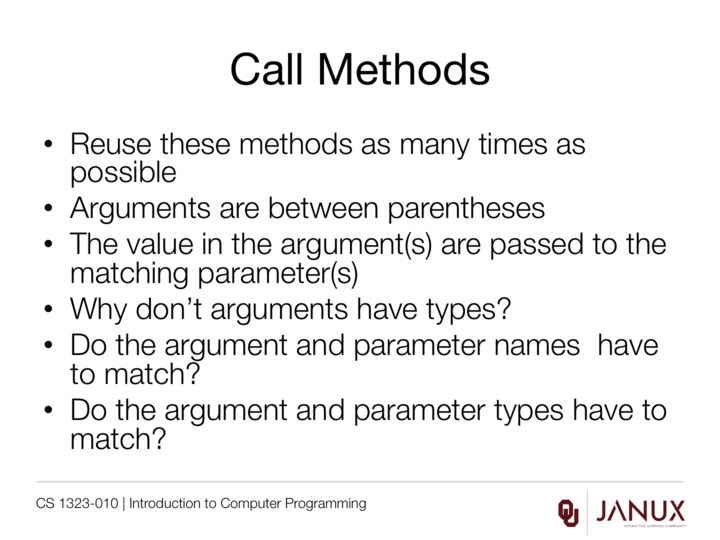 Call Methods
• Reuse these methods as many times as
possible
• Arguments are between parentheses
• The value in the argument(s) are passed to the
matching parameter(s)
• Why don’t arguments have types?
• Do the argument and parameter names  have
to match?
• Do the argument and parameter types have to
match?
CS 1323-010 | Introduction to Computer Programming
OU JANUX
INTERACTIVE LEARNING COMMUNITY